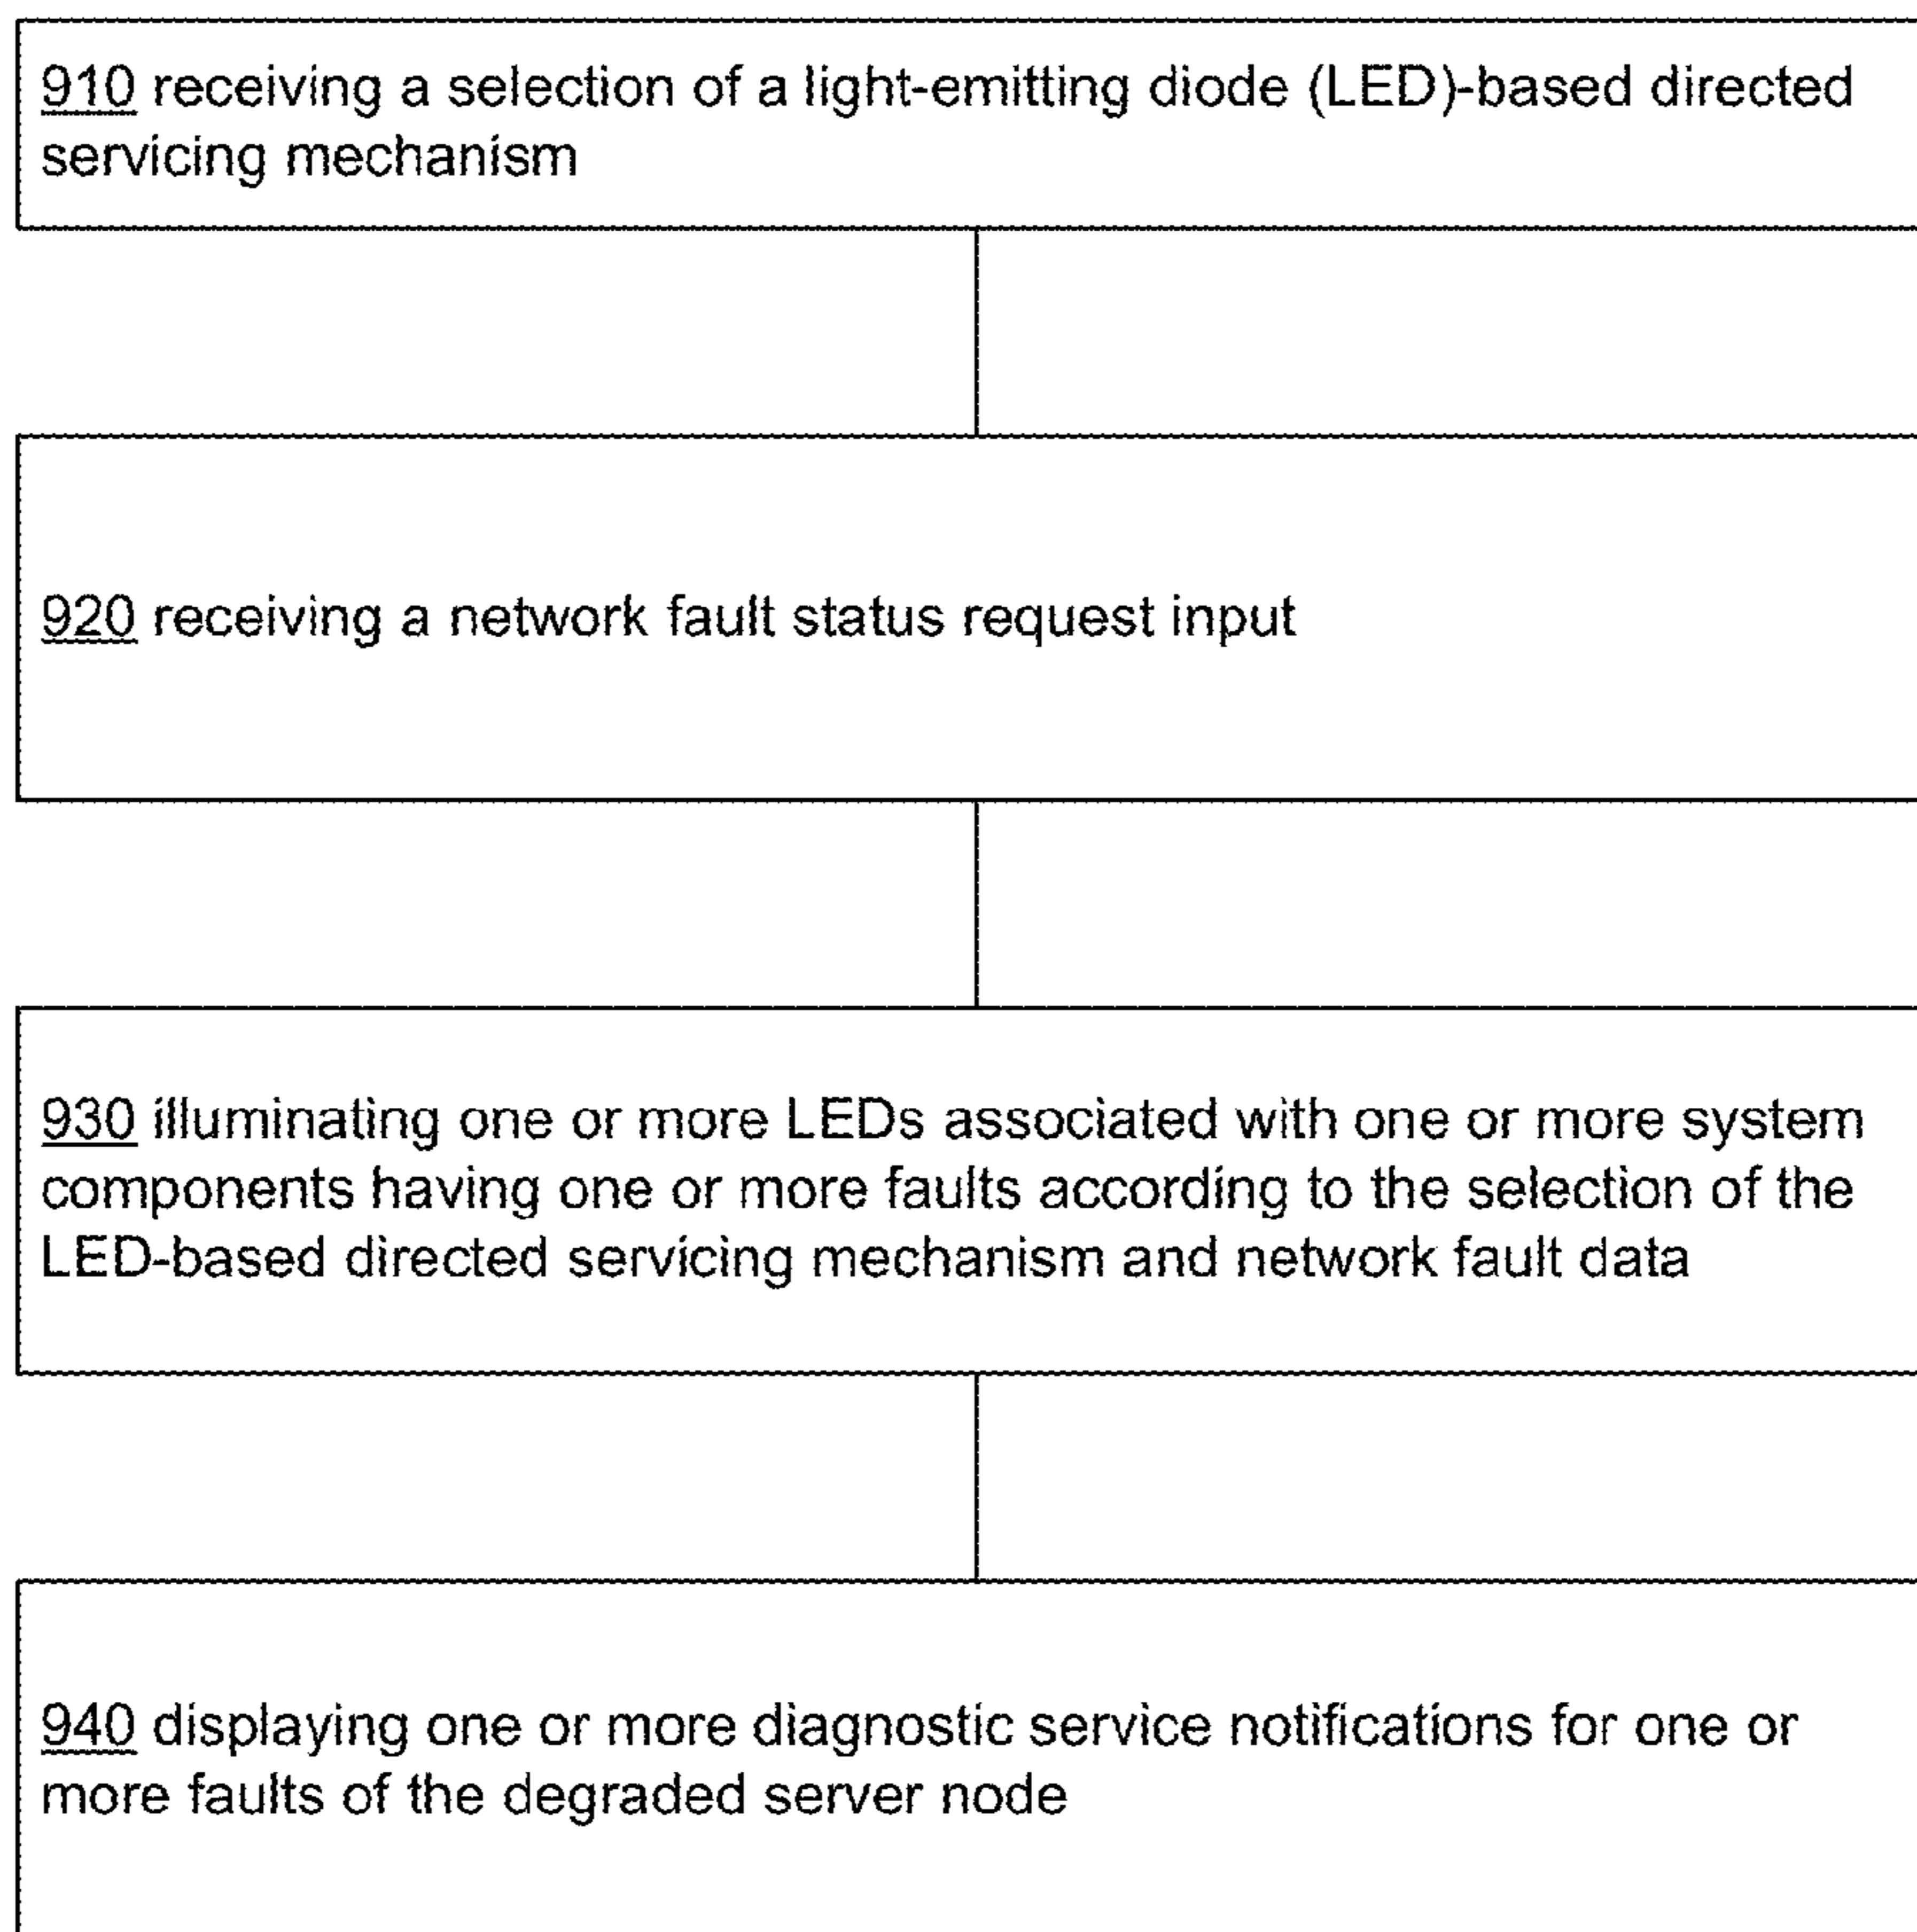 910 receiving a selection of a light-emitting diode (LED)-based directed
servicing mechanism
920 receiving a network fault status request input
930 illuminating one or more LEDs associated with one or more system
components having one or more faults according to the selection of the
LED-based directed servicing mechanism and network fault data
940 displaying one or more diagnostic service notifications for one or
more faults of the degraded server node